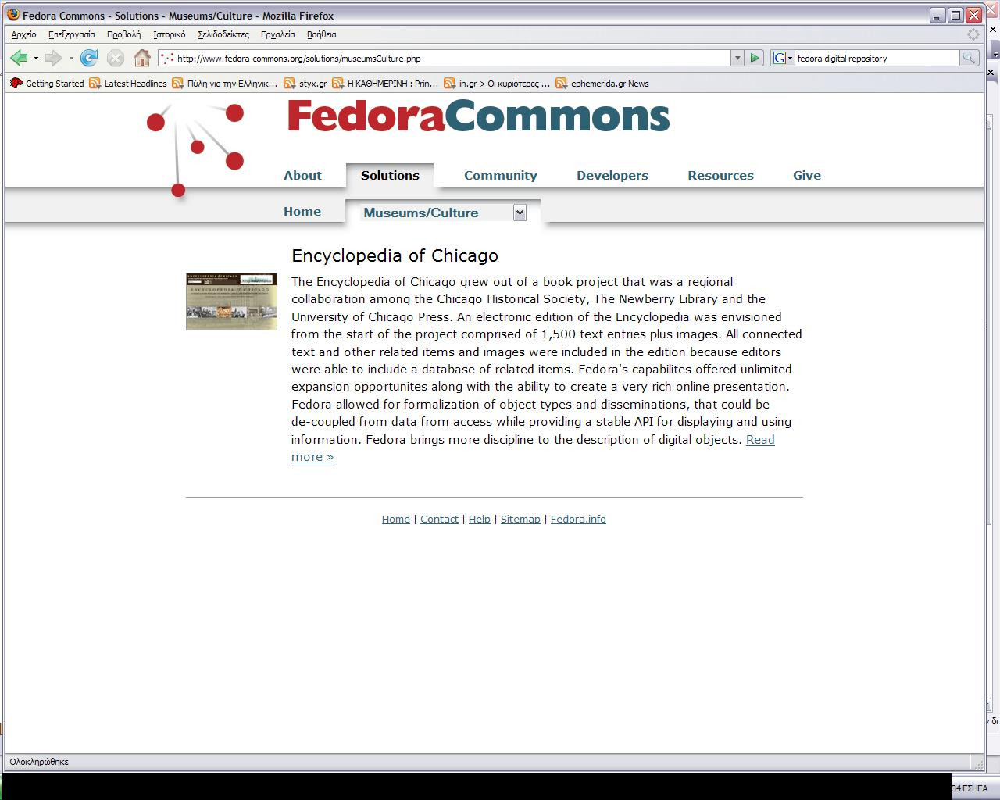 Fedora Commons - Solutions - Museums/Culture - Mozilla Firefox
Αρχείο Επεξεργασία Προβολή Ιστορικό Σελιδοδείκτες Εργαλεία Βοήθεια
http://www.fedora-commons.org/solutions/museumsCulture.php G fedora digital repository
Getting Started Latest Headlines Πύλη για την Ελληνικ... styx.gr Η ΚΑΘΗΜΕΡΙΝΗ : Prin... in.gr > Οι κυριότερες ... ephemerida.gr News
FedoraCommons
About Solutions Community Developers Resources Give
Home Museums/Culture
Encyclopedia of Chicago
ENCYCLOPEDIA of CHICAGO
The Encyclopedia of Chicago grew out of a book project that was a regional
collaboration among the Chicago Historical Society, The Newberry Library and the
University of Chicago Press. An electronic edition of the Encyclopedia was envisioned
from the start of the project comprised of 1,500 text entries plus images. All connected
text and other related items and images were included in the edition because editors
were able to include a database of related items. Fedora's capabilites offered unlimited
expansion opportunites along with the ability to create a very rich online presentation.
Fedora allowed for formalization of object types and disseminations, that could be
de-coupled from data from access while providing a stable API for displaying and using
information. Fedora brings more discipline to the description of digital objects. Read
more »
Home | Contact | Help | Sitemap | Fedora.info
Ολοκληρώθηκε
34 ΕΣΗΕΑ